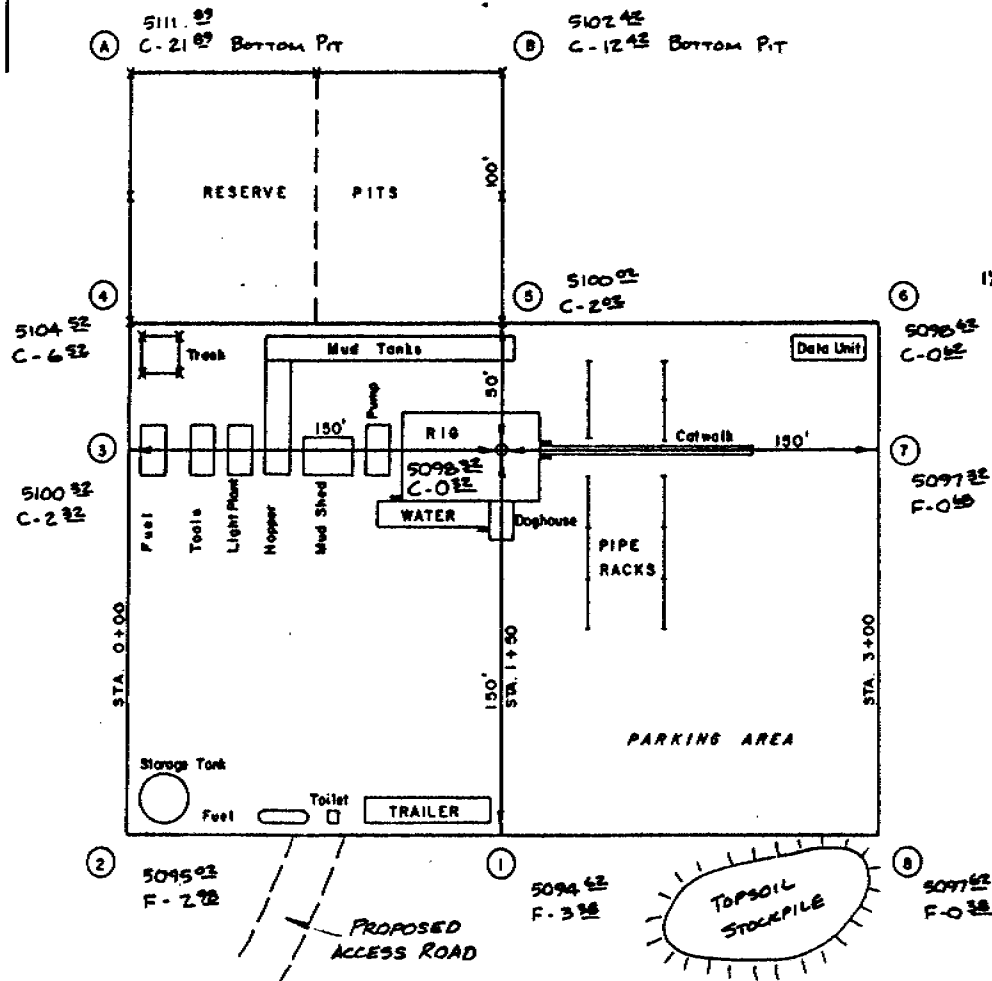 5111.89
A C-21 89 BOTTOM PIT
5102 42
B C-12 42 BOTTOM PIT
RESERVE PITS
100'
4
5100 02
5 C-2 02
6
5104 52
C-6 52
Trash
Mud Tanks
50'
Data Unit
5098 62
C-0 62
3
150'
Pump
RIG
5098 32
C-0 32
Catwalk
150'
7
5100 32
C-2 32
5097 32
F-0 68
Fuel
Tools
Light Plant
Hopper
Mud Shed
WATER
Doghouse
PIPE
RACKS
STA. 0+00
150'
STA. 1+50
STA. 3+00
PARKING AREA
Storage Tank
Fuel
Toilet
TRAILER
2
5095 02
F-2 98
1
5094 62
F-3 38
TOPSOIL
STOCKPILE
8
5097 62
F-0 38
PROPOSED
ACCESS ROAD